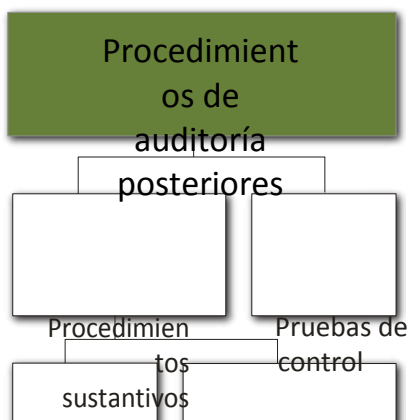 Procedimient
os de
auditoría
posteriores
Procedimien
tos
sustantivos
Pruebas de
control